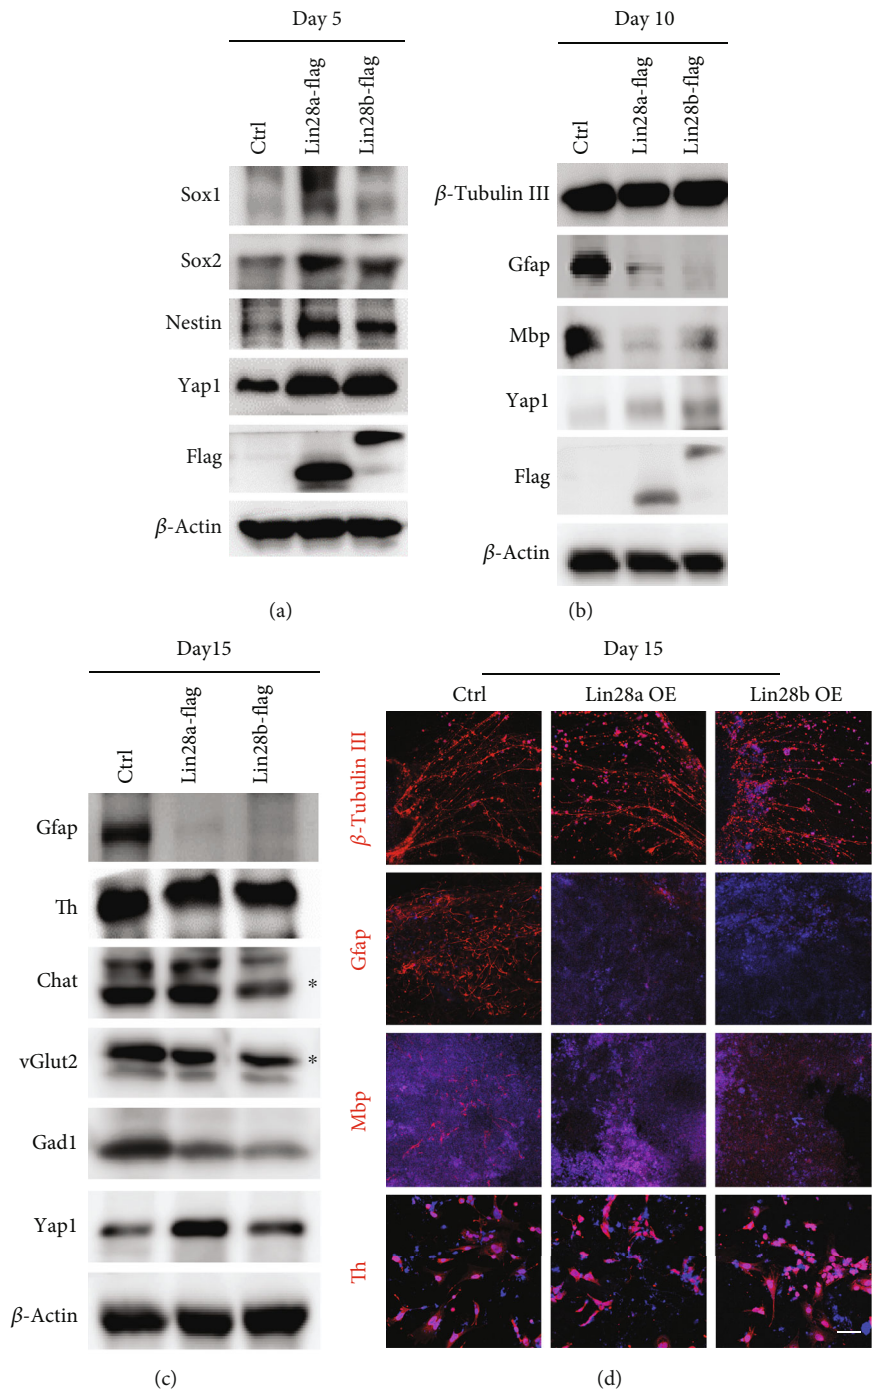 Day 5
Ctrl
Lin28a-flag
Lin28b-flag
Sox1
Sox2
Nestin
Yap1
Flag
β-Actin
(a)
Day 10
Ctrl
Lin28a-flag
Lin28b-flag
β-Tubulin III
Gfap
Mbp
Yap1
Flag
β-Actin
(b)
Day15
Ctrl
Lin28a-flag
Lin28b-flag
Gfap
Th
Chat
*
vGlut2
*
Gad1
Yap1
β-Actin
(c)
Day 15
Ctrl
Lin28a OE
Lin28b OE
β-Tubulin III
Gfap
Mbp
Th
(d)